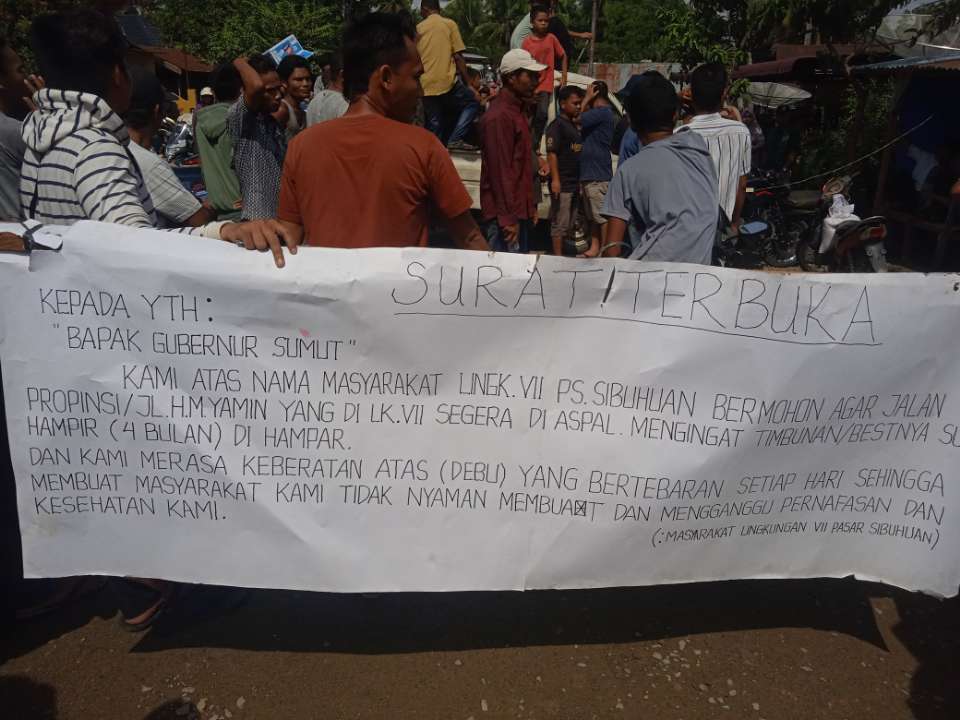 SURAT TERBUKA
KEPADA YTH :
"BAPAK GUBERNUR SUMUT"
KAMI ATAS NAMA MASYARAKAT LINGK.VII PS.SIBUHUAN BERMOHON AGAR JALAN
PROPINSI/JL.H.M.YAMIN YANG DI LK.VII SEGERA DI ASPAL. MENGINGAT TIMBUNAN/BESTNYA
HAMPIR (4 BULAN) DI HAMPAR.
DAN KAMI MERASA KEBERATAN ATAS (DEBU) YANG BERTEBARAN SETIAP HARI SEHINGGA
MEMBUAT MASYARAKAT KAMI TIDAK NYAMAN MEMBUAT DAN MENGGANGGU PERNAFASAN DAN
KESEHATAN KAMI.
(:MASYARAKAT LINGKUNGAN VII PASAR SIBUHUAN)